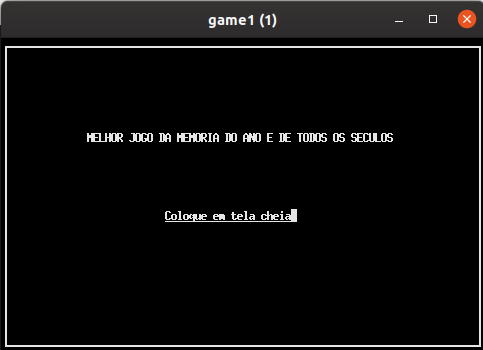 game1 (1)
MELHOR JOGO DA MEMORIA DO ANO E DE TODOS OS SECULOS
Coloque em tela cheia